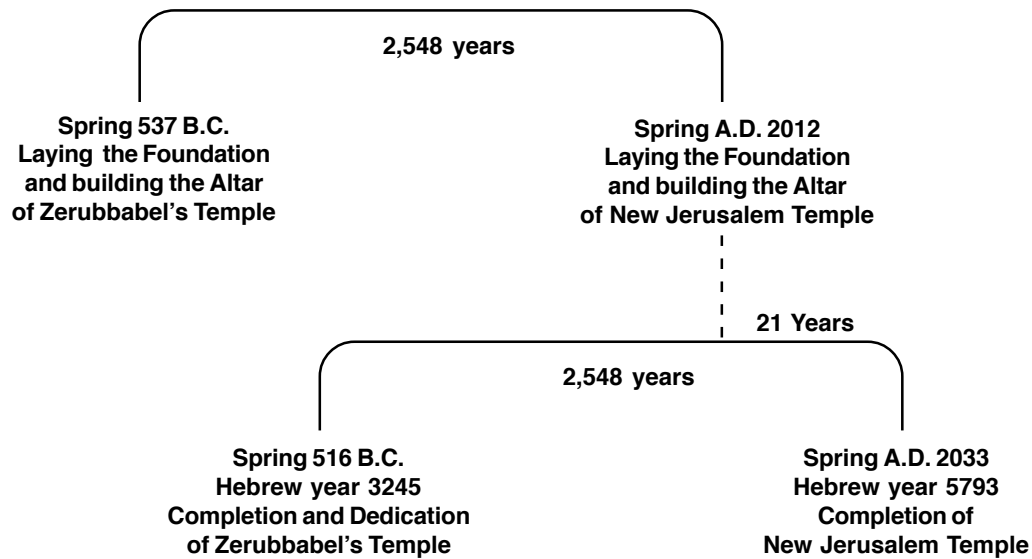 2,548 years
Spring 537 B.C.
Laying the Foundation
and building the Altar
of Zerubbabel's Temple
Spring A.D. 2012
Laying the Foundation
and building the Altar
of New Jerusalem Temple
21 Years
2,548 years
Spring 516 B.C.
Hebrew year 3245
Completion and Dedication
of Zerubbabel's Temple
Spring A.D. 2033
Hebrew year 5793
Completion of
New Jerusalem Temple